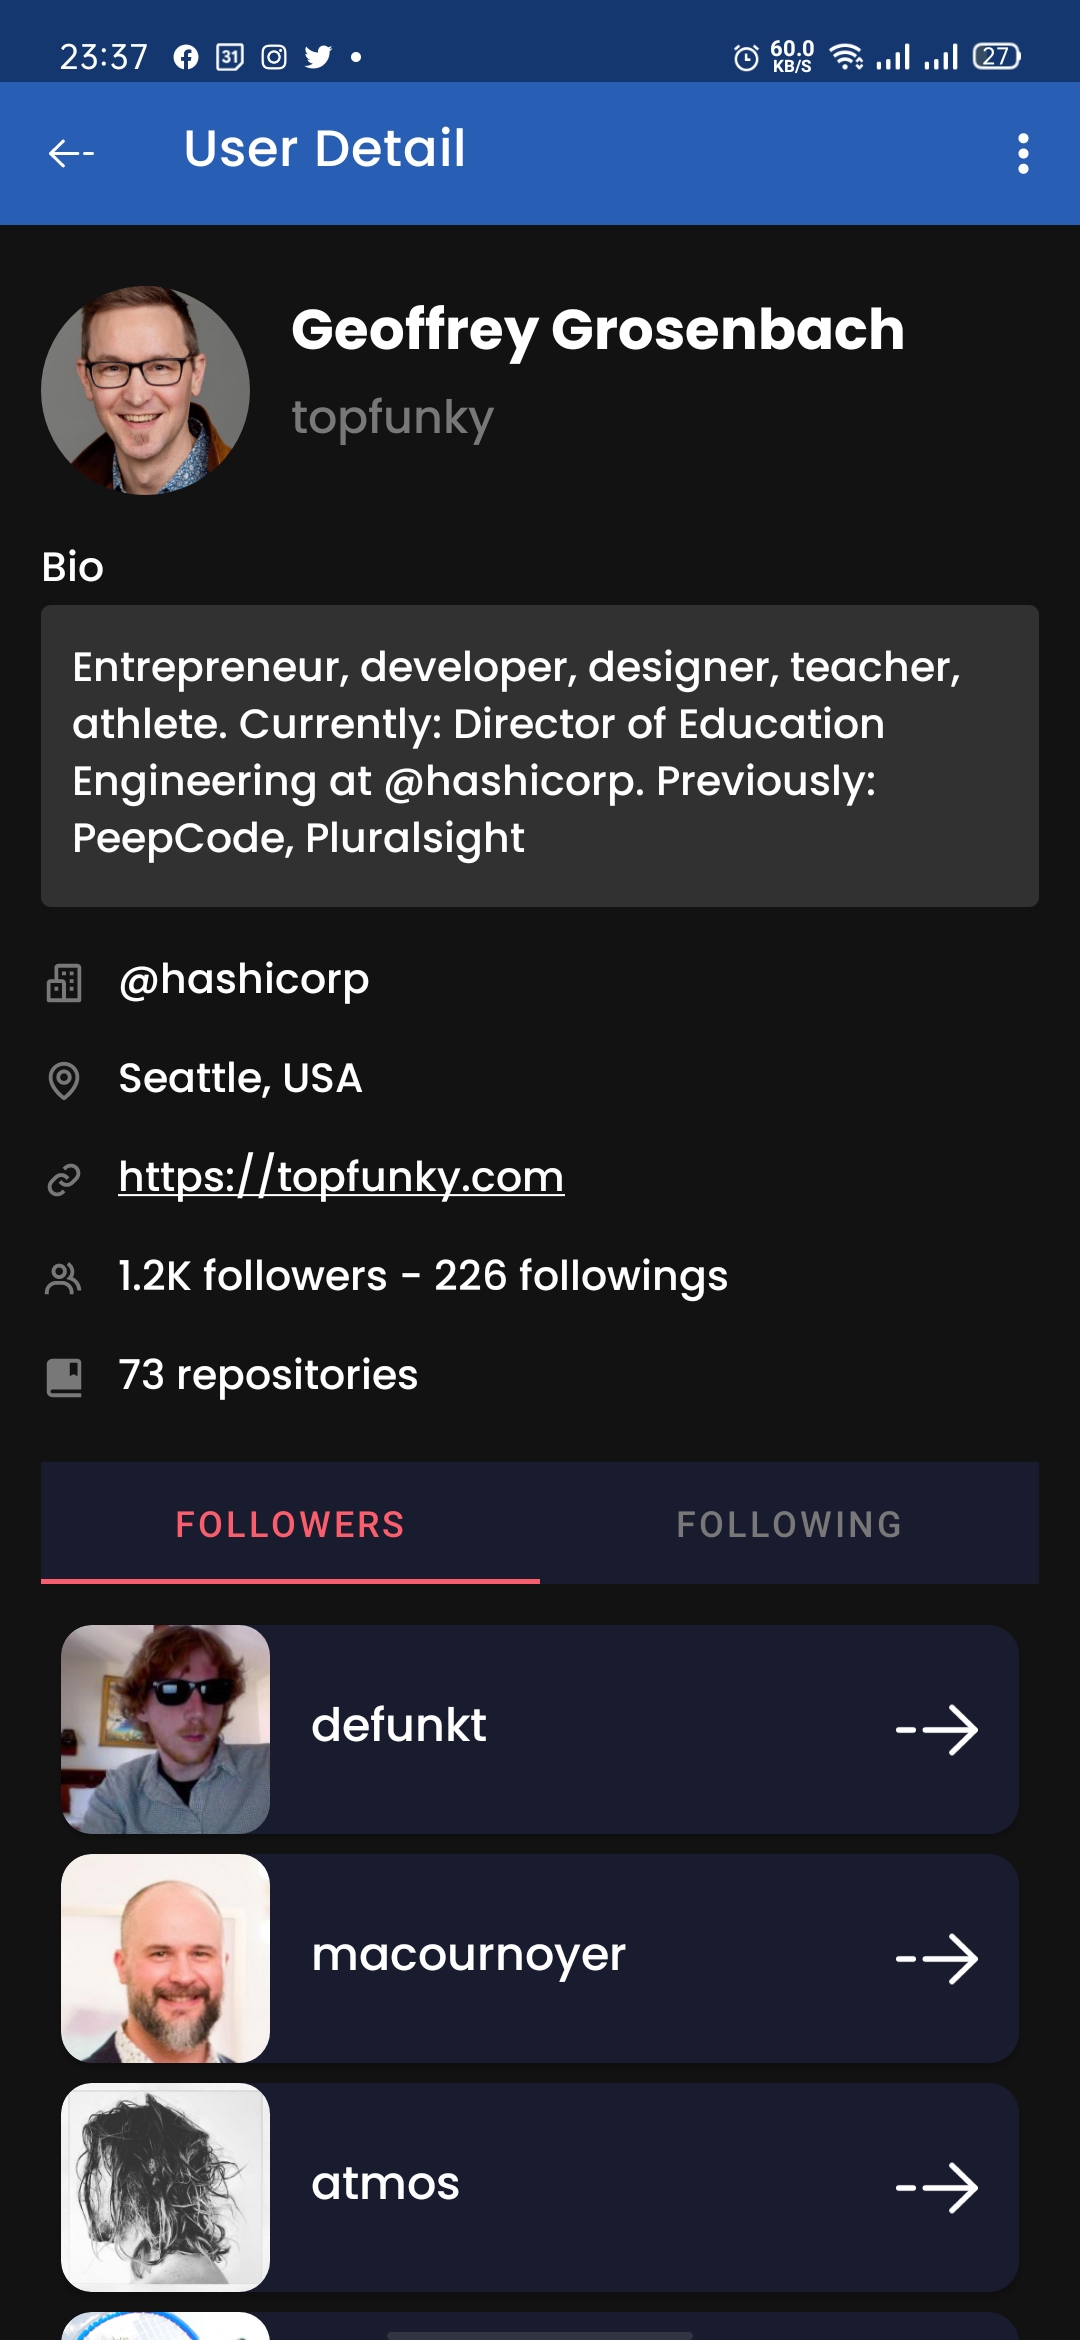 23:37
31
60.0
KB/S
27
User Detail
Geoffrey Grosenbach
topfunky
Bio
Entrepreneur, developer, designer, teacher,
athlete. Currently: Director of Education
Engineering at @hashicorp. Previously:
PeepCode, Pluralsight
@hashicorp
Seattle, USA
https://topfunky.com
1.2K followers - 226 followings
73 repositories
FOLLOWERS
FOLLOWING
defunkt
macournoyer
atmos